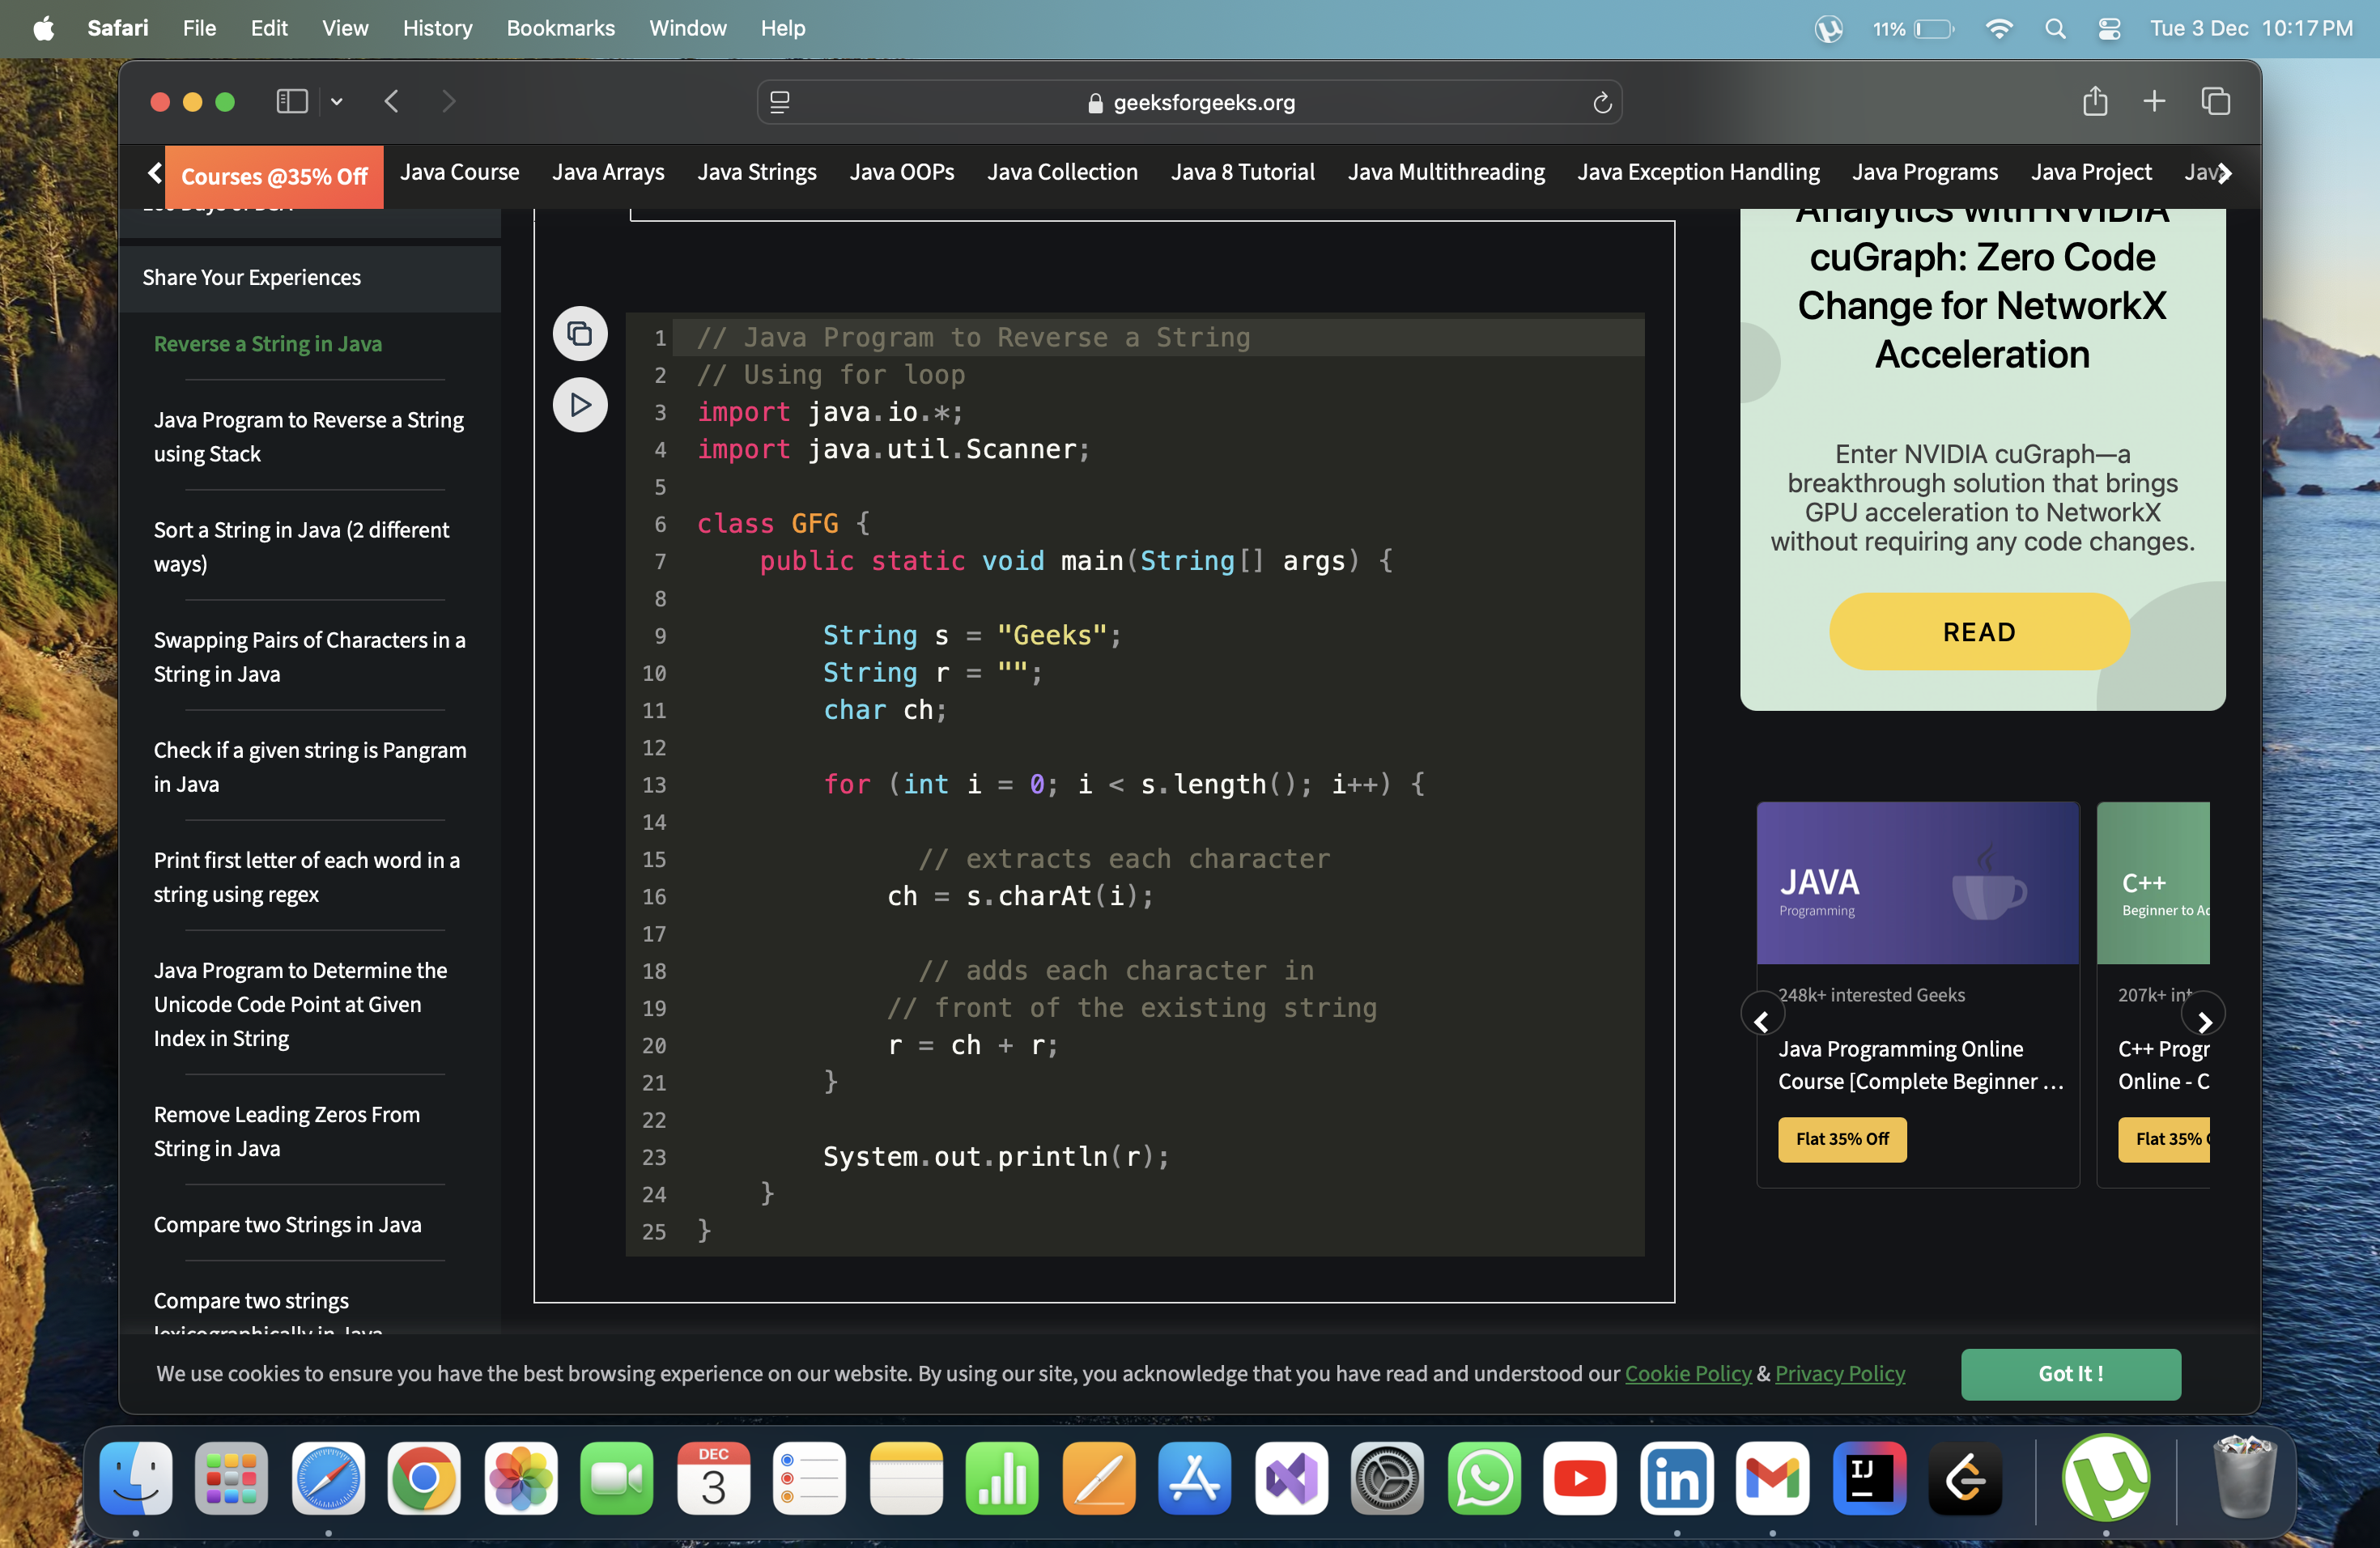 Safari File Edit View History Bookmarks Window Help
11% Tue 3 Dec 10:17 PM
geeksforgeeks.org
Courses @35% Off Java Course Java Arrays Java Strings Java OOPs Java Collection Java 8 Tutorial Java Multithreading Java Exception Handling Java Programs Java Project
Share Your Experiences
Reverse a String in Java
Java Program to Reverse a String
using Stack
Sort a String in Java (2 different
ways)
Swapping Pairs of Characters in a
String in Java
Check if a given string is Pangram
in Java
Print first letter of each word in a
string using regex
Java Program to Determine the
Unicode Code Point at Given
Index in String
Remove Leading Zeros From
String in Java
Compare two Strings in Java
Compare two strings
lexicographically in Java
1 // Java Program to Reverse a String
2 // Using for loop
3 import java.io.*;
4 import java.util.Scanner;
5
6 class GFG {
7 public static void main(String[] args) {
8
9 String s = "Geeks";
10 String r = "";
11 char ch;
12
13 for (int i = 0; i < s.length(); i++) {
14
15 // extracts each character
16 ch = s.charAt(i);
17
18 // adds each character in
19 // front of the existing string
20 r = ch + r;
21 }
22
23 System.out.println(r);
24 }
25 }
Analytics with NVIDIA
cuGraph: Zero Code
Change for NetworkX
Acceleration
Enter NVIDIA cuGraph—a
breakthrough solution that brings
GPU acceleration to NetworkX
without requiring any code changes.
READ
JAVA
Programming
248k+ interested Geeks
Java Programming Online
Course [Complete Beginner ...
Flat 35% Off
C++
Beginner to
207k+
C++
Online - C
Flat 35%
We use cookies to ensure you have the best browsing experience on our website. By using our site, you acknowledge that you have read and understood our Cookie Policy & Privacy Policy
Got It !
DEC
3
IJ
in